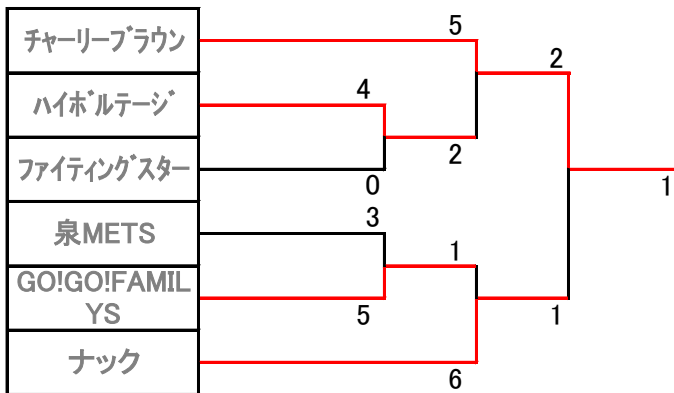 チャーリーブラウン
5
2
ハイボルテージ
4
2
ファイティングスター
0
1
泉METS
3
1
GO!GO!FAMIL
YS
5
1
ナック
6